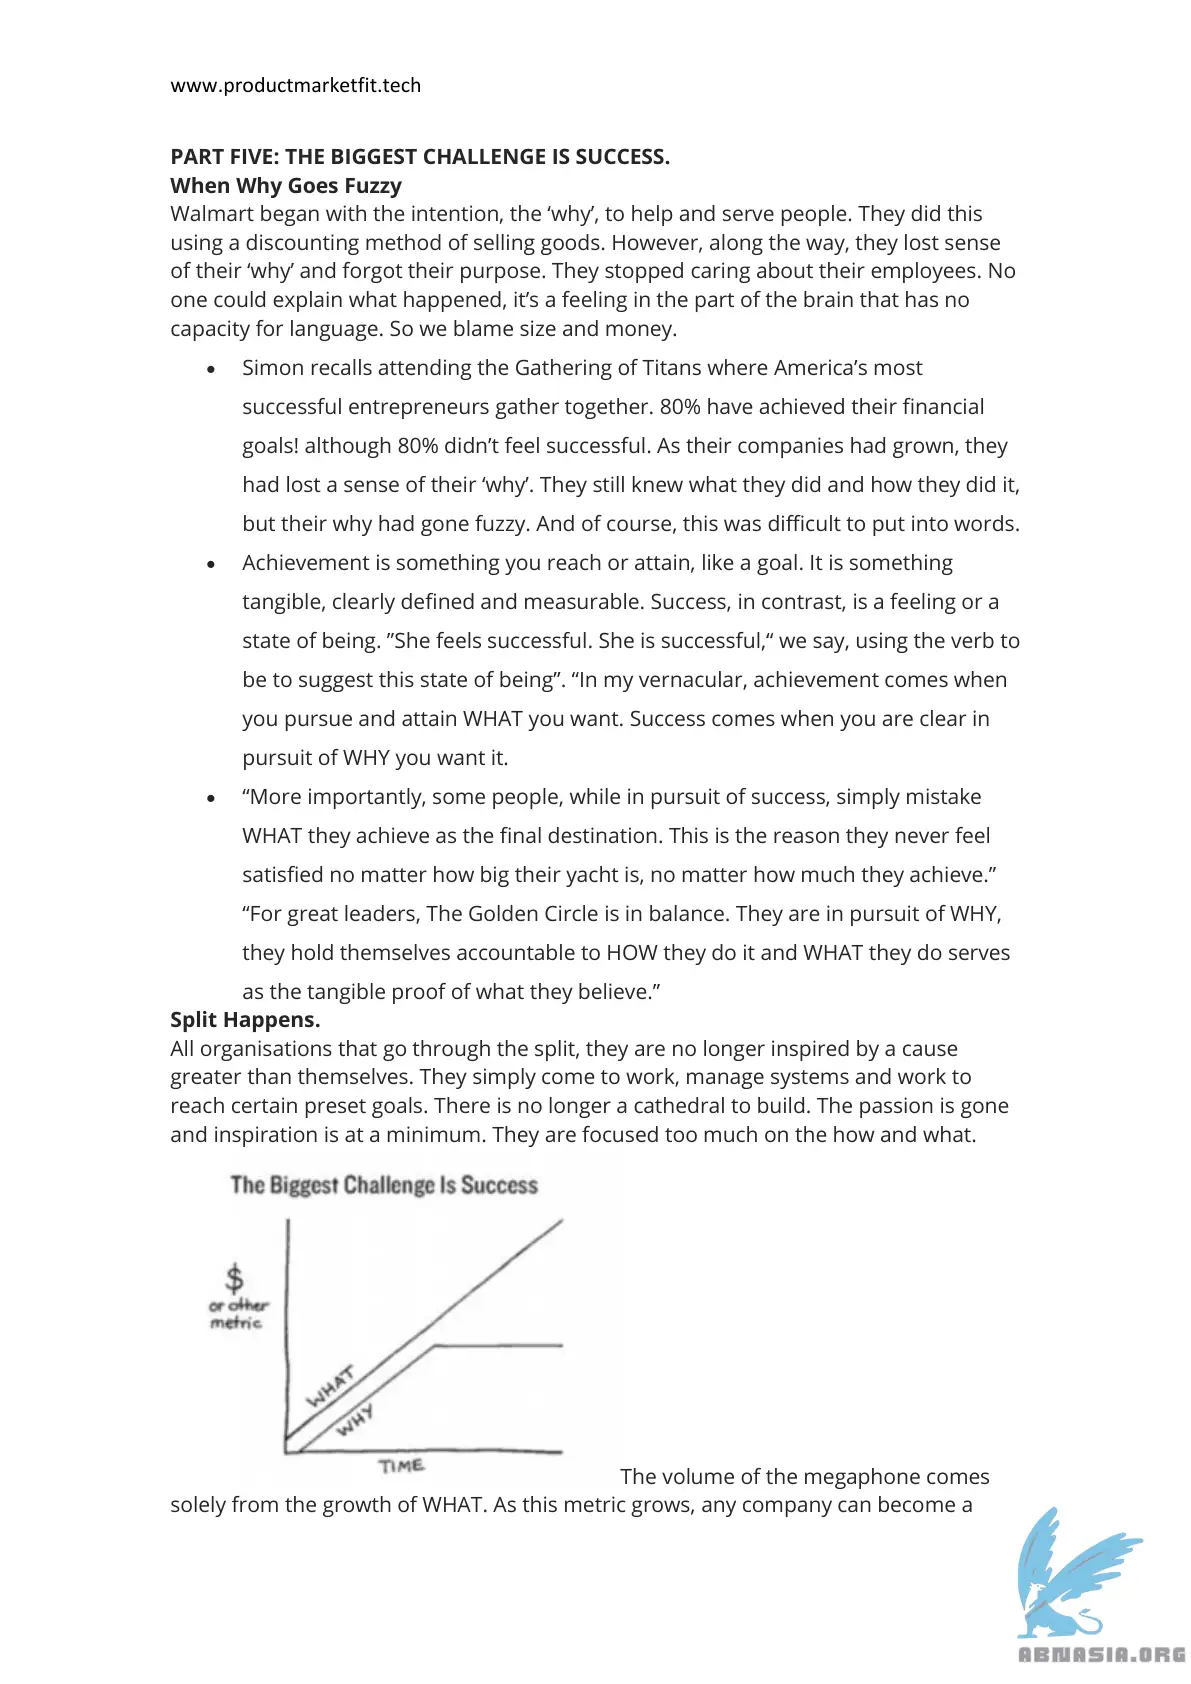 www.productmarketfit.tech
PART FIVE: THE BIGGEST CHALLENGE IS SUCCESS.
When Why Goes Fuzzy
Walmart began with the intention, the ‘why’, to help and serve people. They did this
using a discounting method of selling goods. However, along the way, they lost sense
of their ‘why’ and forgot their purpose. They stopped caring about their employees. No
one could explain what happened, it’s a feeling in the part of the brain that has no
capacity for language. So we blame size and money.
• Simon recalls attending the Gathering of Titans where America’s most
successful entrepreneurs gather together. 80% have achieved their financial
goals! although 80% didn’t feel successful. As their companies had grown, they
had lost a sense of their ‘why’. They still knew what they did and how they did it,
but their why had gone fuzzy. And of course, this was difficult to put into words.
• Achievement is something you reach or attain, like a goal. It is something
tangible, clearly defined and measurable. Success, in contrast, is a feeling or a
state of being. ”She feels successful. She is successful,“ we say, using the verb to
be to suggest this state of being”. “In my vernacular, achievement comes when
you pursue and attain WHAT you want. Success comes when you are clear in
pursuit of WHY you want it.
• “More importantly, some people, while in pursuit of success, simply mistake
WHAT they achieve as the final destination. This is the reason they never feel
satisfied no matter how big their yacht is, no matter how much they achieve.”
“For great leaders, The Golden Circle is in balance. They are in pursuit of WHY,
they hold themselves accountable to HOW they do it and WHAT they do serves
as the tangible proof of what they believe.”
Split Happens.
All organisations that go through the split, they are no longer inspired by a cause
greater than themselves. They simply come to work, manage systems and work to
reach certain preset goals. There is no longer a cathedral to build. The passion is gone
and inspiration is at a minimum. They are focused too much on the how and what.
The Biggest Challenge Is Success
$
or other
metric
WHAT
WHY
TIME
The volume of the megaphone comes
solely from the growth of WHAT. As this metric grows, any company can become a
ABNASIA.ORG